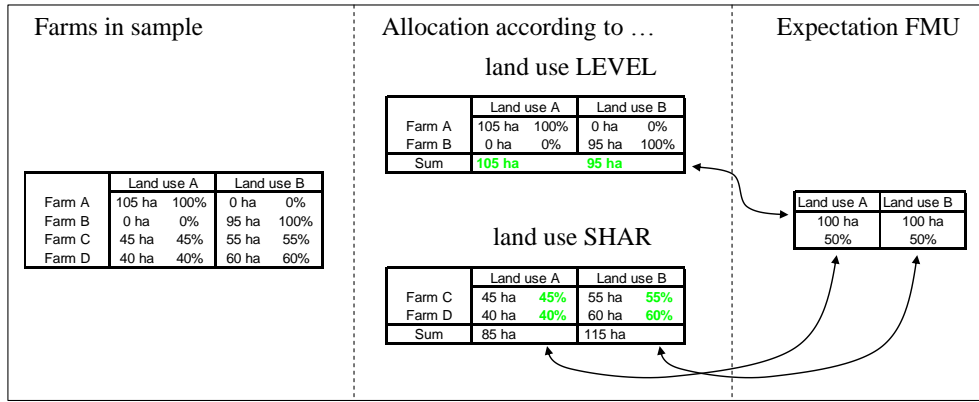 Farms in sample
Land use A Land use B
Farm A 105 ha 100% 0 ha 0%
Farm B 0 ha 0% 95 ha 100%
Farm C 45 ha 45% 55 ha 55%
Farm D 40 ha 40% 60 ha 60%
Allocation according to …
land use LEVEL
Land use A Land use B
Farm A 105 ha 100% 0 ha 0%
Farm B 0 ha 0% 95 ha 100%
Sum 105 ha 95 ha
land use SHAR
Land use A Land use B
Farm C 45 ha 45% 55 ha 55%
Farm D 40 ha 40% 60 ha 60%
Sum 85 ha 115 ha
Expectation FMU
Land use A Land use B
100 ha 100 ha
50% 50%